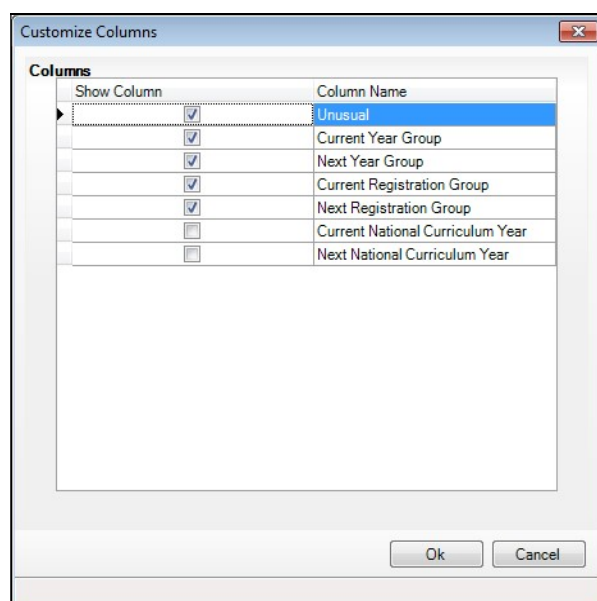 Customize Columns
Columns
Show Column Column Name
Unusual
Current Year Group
Next Year Group
Current Registration Group
Next Registration Group
Current National Curriculum Year
Next National Curriculum Year
Ok Cancel